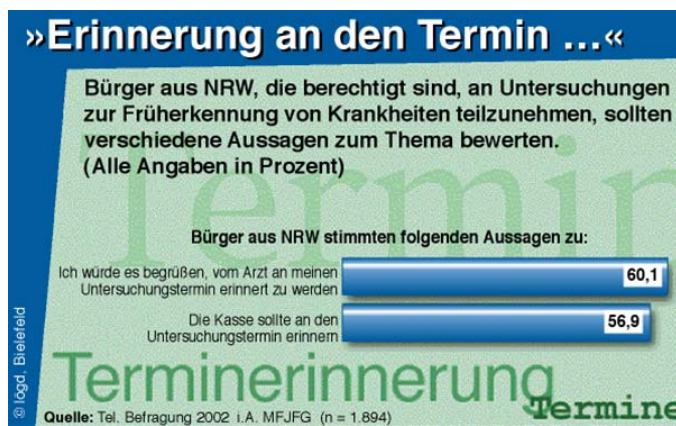 »Erinnerung an den Termin ...«
Bürger aus NRW, die berechtigt sind, an Untersuchungen
zur Früherkennung von Krankheiten teilzunehmen, sollten
verschiedene Aussagen zum Thema bewerten.
(Alle Angaben in Prozent)
Termin
Bürger aus NRW stimmten folgenden Aussagen zu:
Ich würde es begrüßen, vom Arzt an meinen
Untersuchungstermin erinnert zu werden
60,1
Die Kasse sollte an den
Untersuchungstermin erinnern
56,9
Terminerinnerung
Termine
Quelle: Tel. Befragung 2002 i.A. MFJFG (n = 1.894)
© lögd, Bielefeld